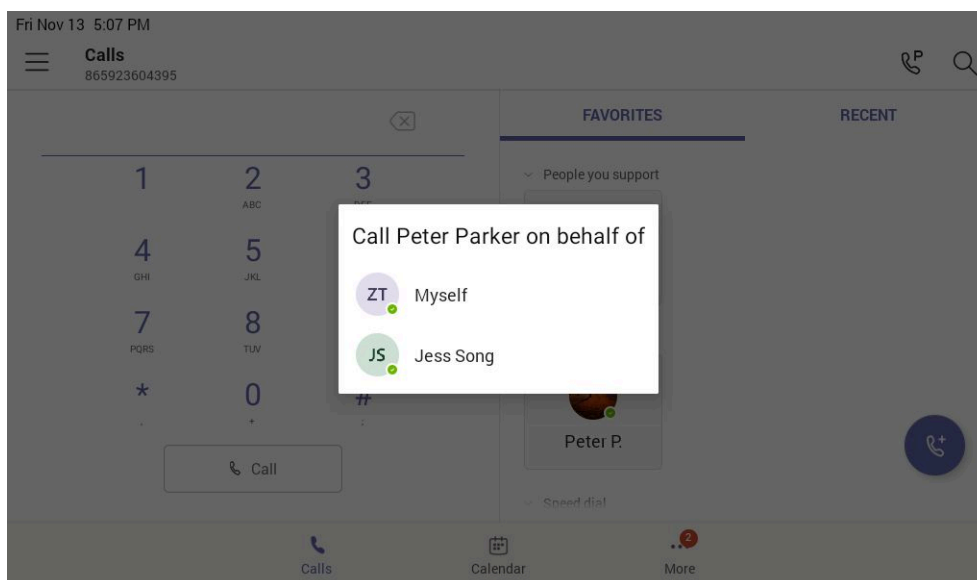 Fri Nov 13 5:07 PM
Calls
865923604395
P
FAVORITES
RECENT
People you support
1
2
3
ABC
DEF
4
5
GHI
JKL
7
8
PQRS
TUV
*
0
#
+
Call
Call Peter Parker on behalf of
ZT Myself
JS Jess Song
Peter P.
Speed dial
Calls
Calendar
2
More